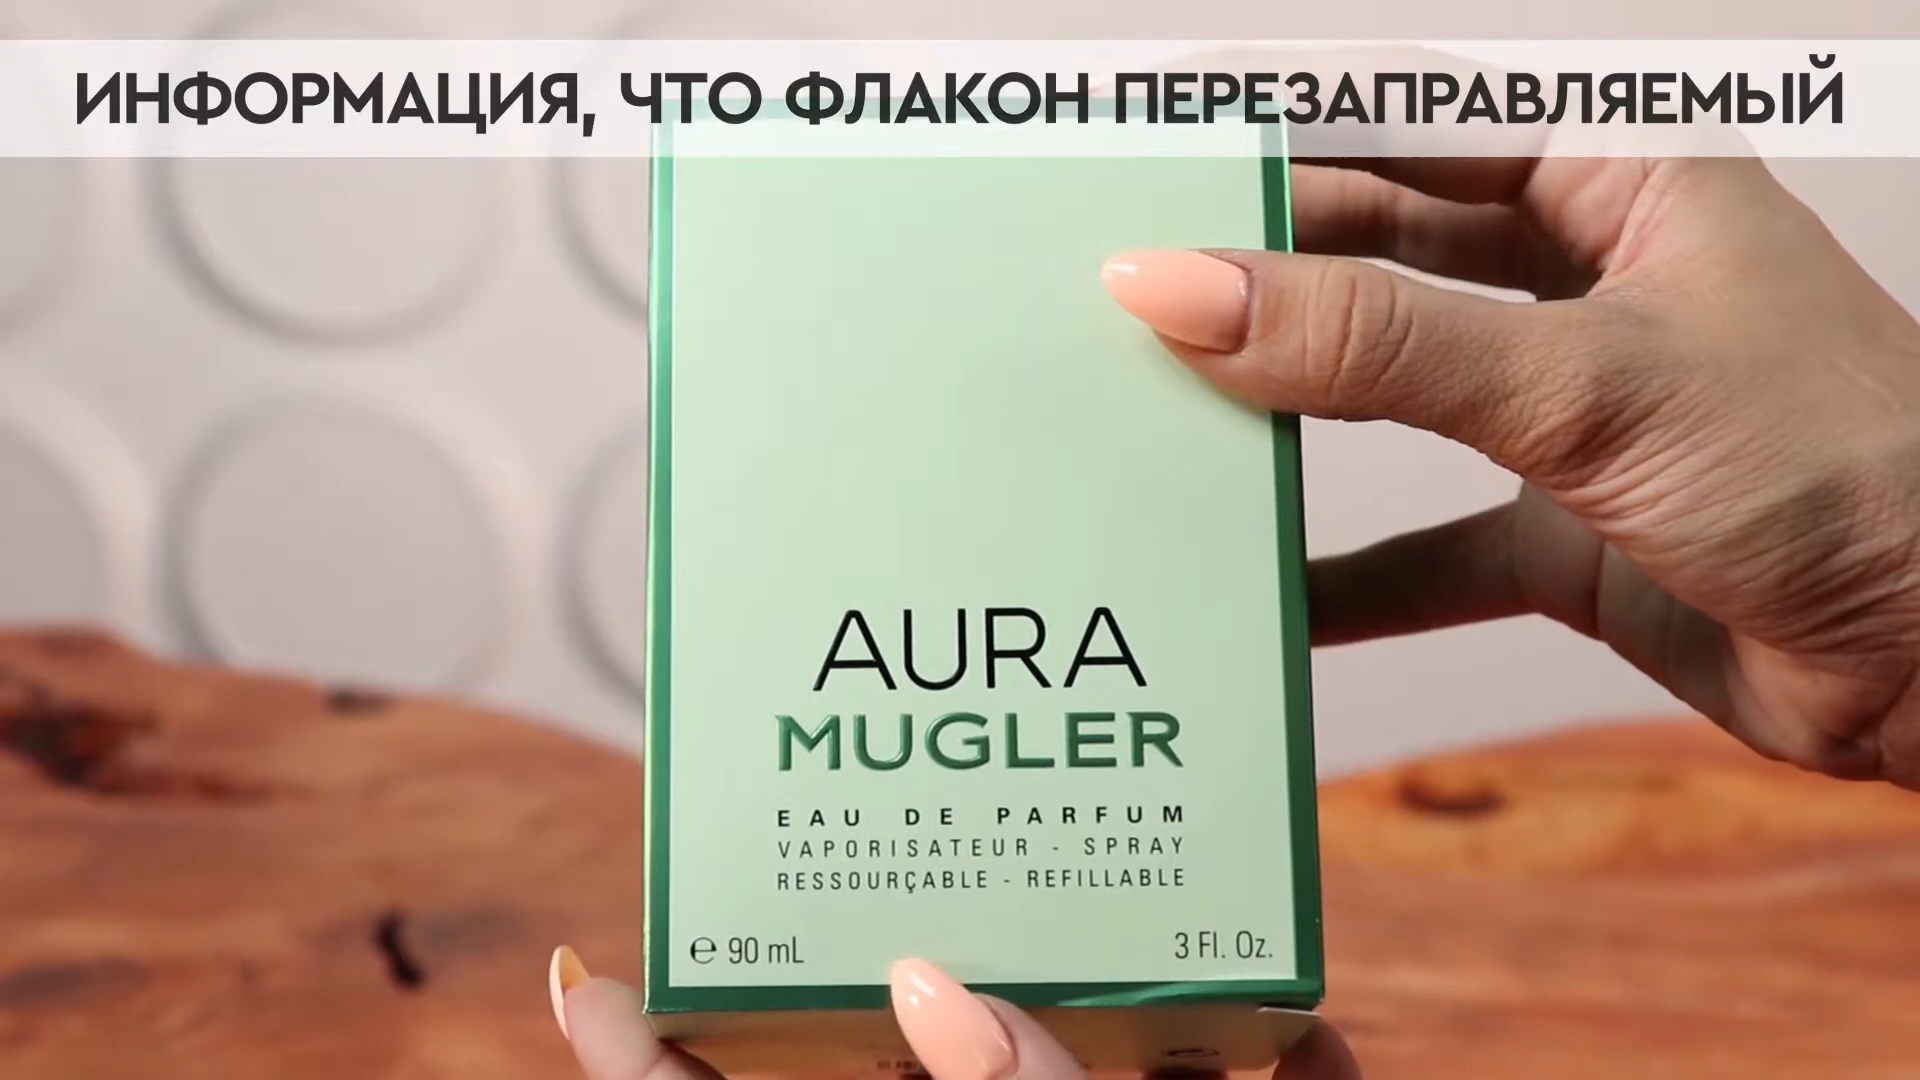 ИНФОРМАЦИЯ, ЧТО ФЛАКОН ПЕРЕЗАПРАВЛЯЕМЫЙ
AURA
MUGLER
EAU DE PARFUM
VAPORISATEUR - SPRAY
RESSOURÇABLE - REFILLABLE
℮ 90 mL 3 Fl. Oz.